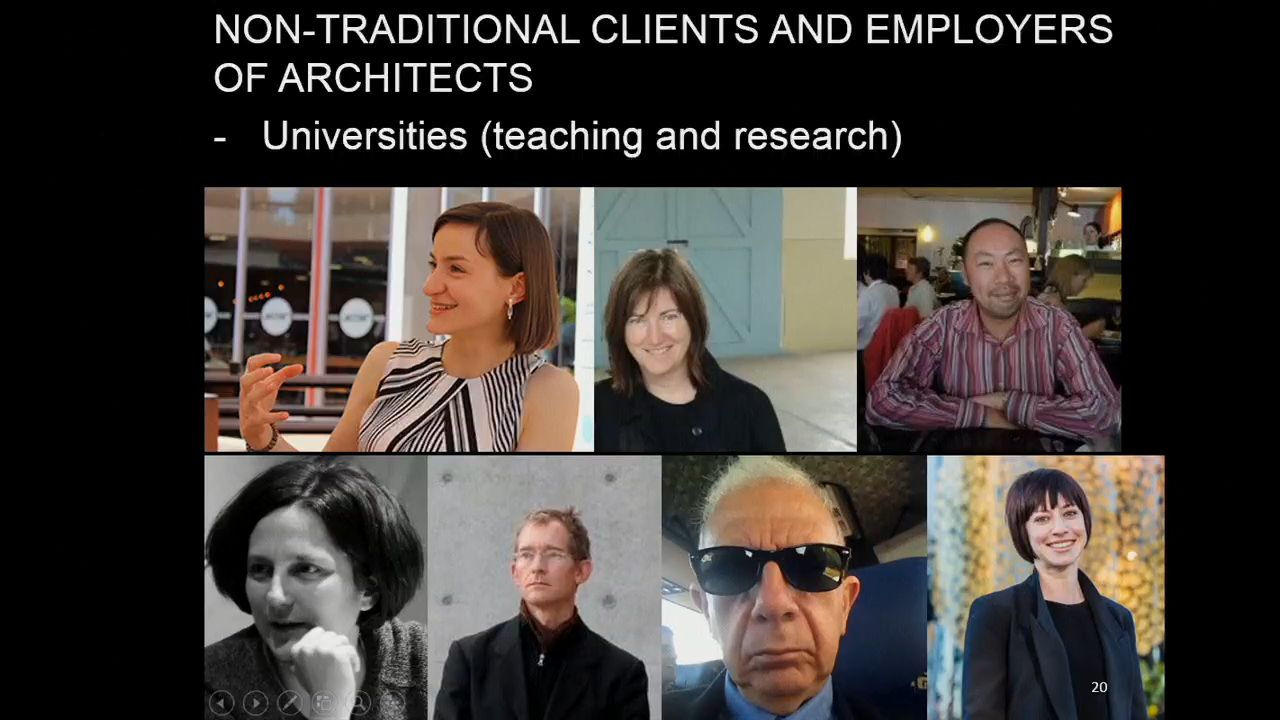 NON-TRADITIONAL CLIENTS AND EMPLOYERS
OF ARCHITECTS
- Universities (teaching and research)
20